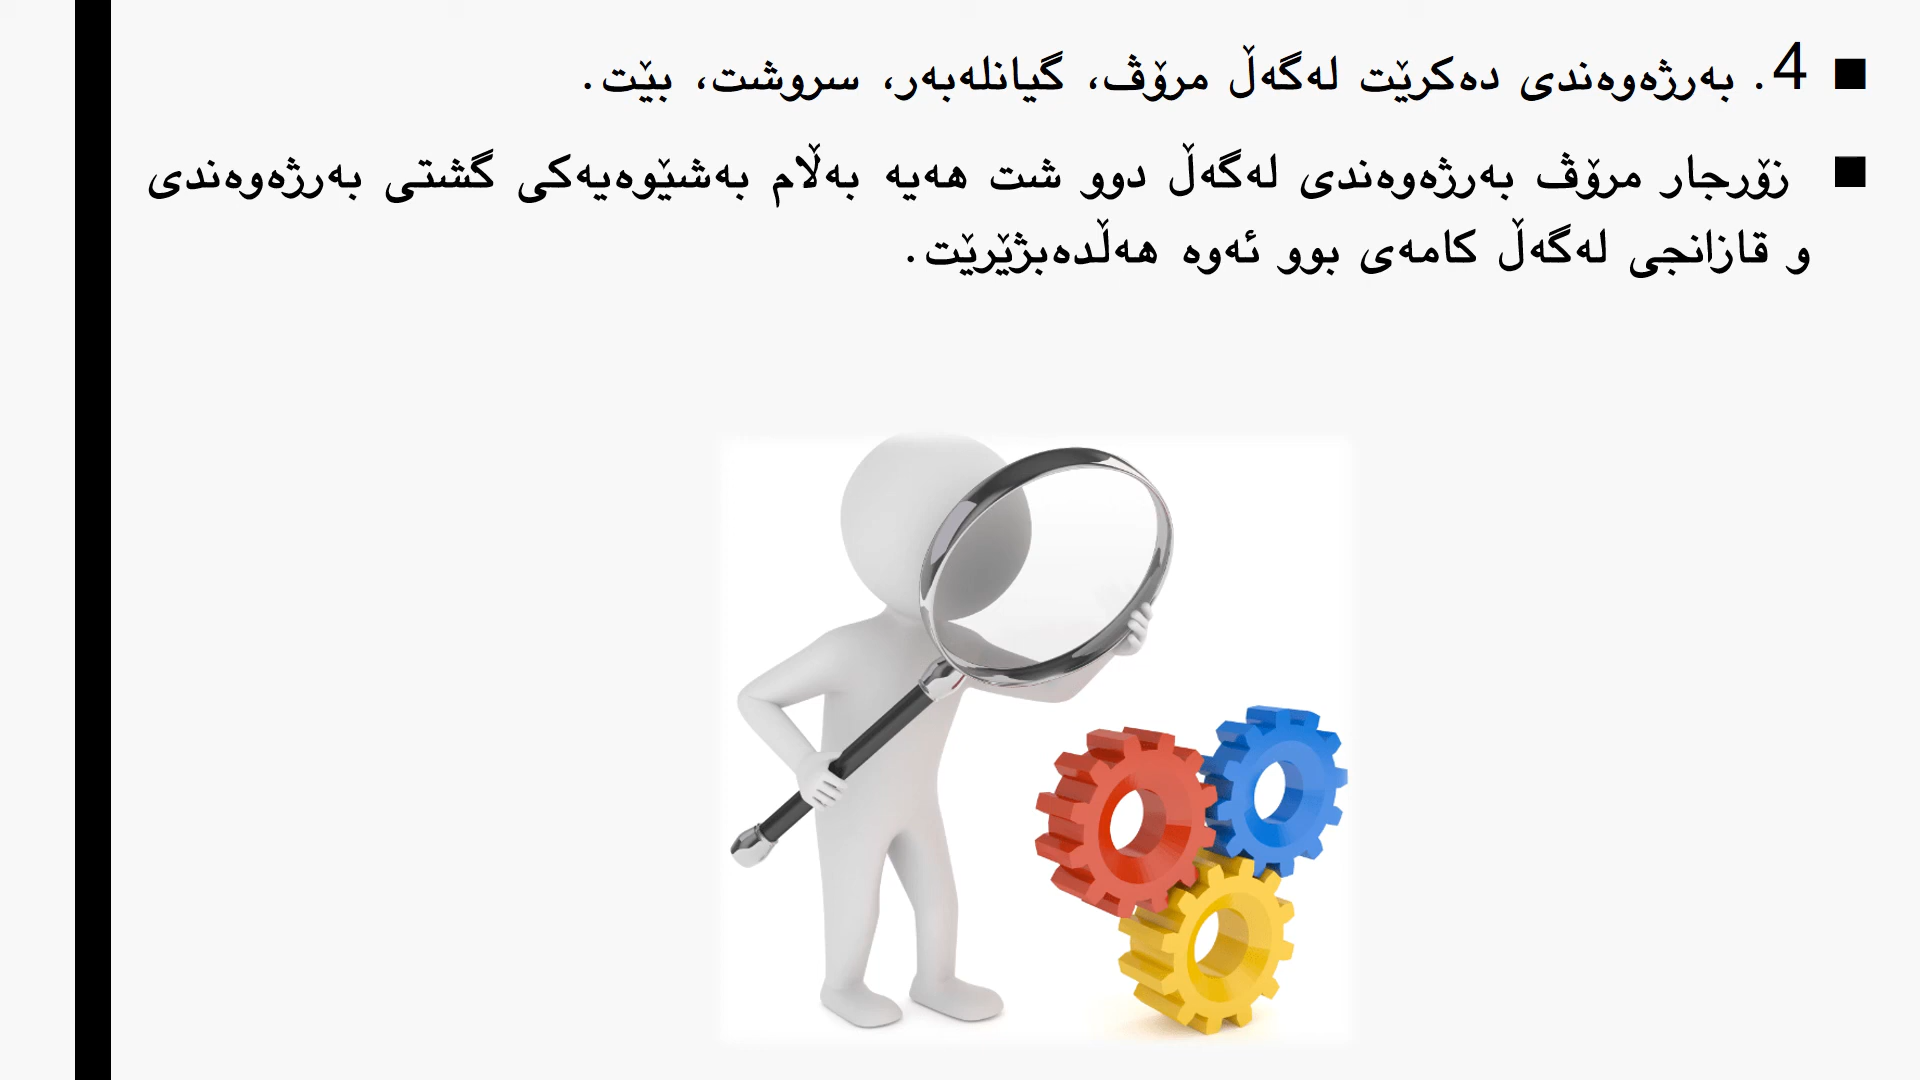 ■ 4. بەرژەوەندی دەکرێت لەگەڵ مرۆڤ، گیانلەبەر، سروشت، بێت.
■ زۆرجار مرۆڤ بەرژەوەندی لەگەڵ دوو شت هەیە بەڵام بەشێوەیەکی گشتی بەرژەوەندی
و قازانجی لەگەڵ کامەی بوو ئەوە هەڵدەبژێرێت.